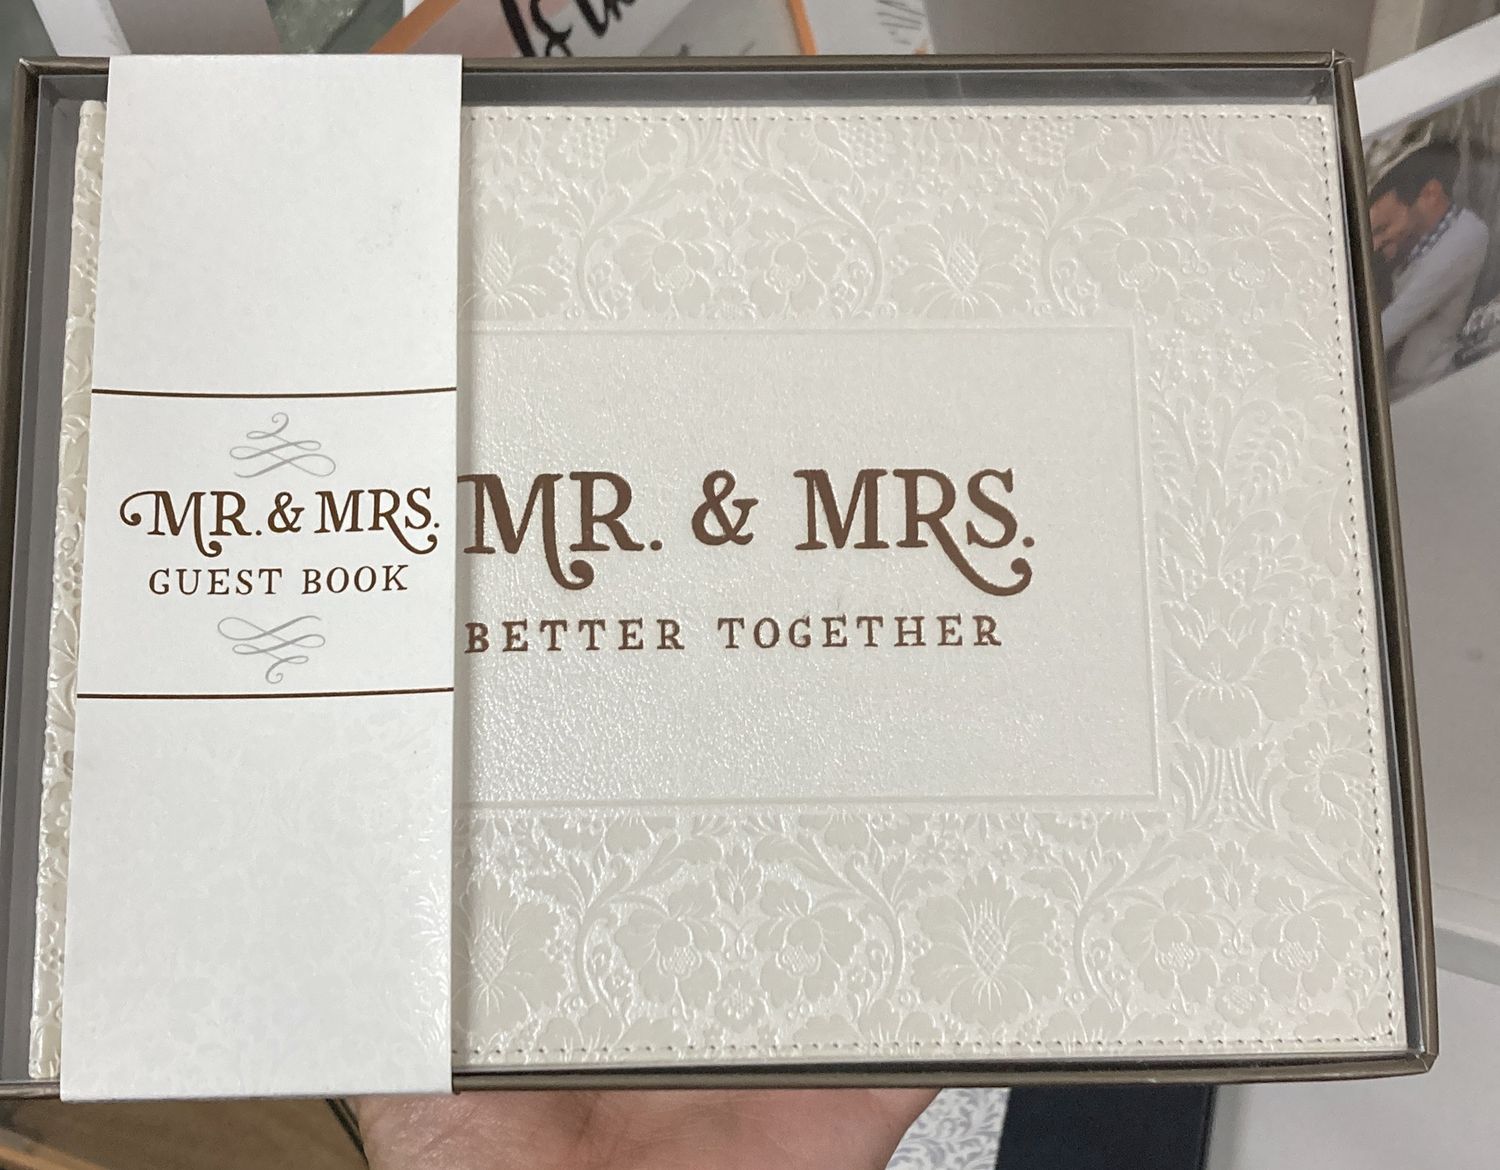 MR. & MRS.
GUEST BOOK
MR. & MRS.
BETTER TOGETHER